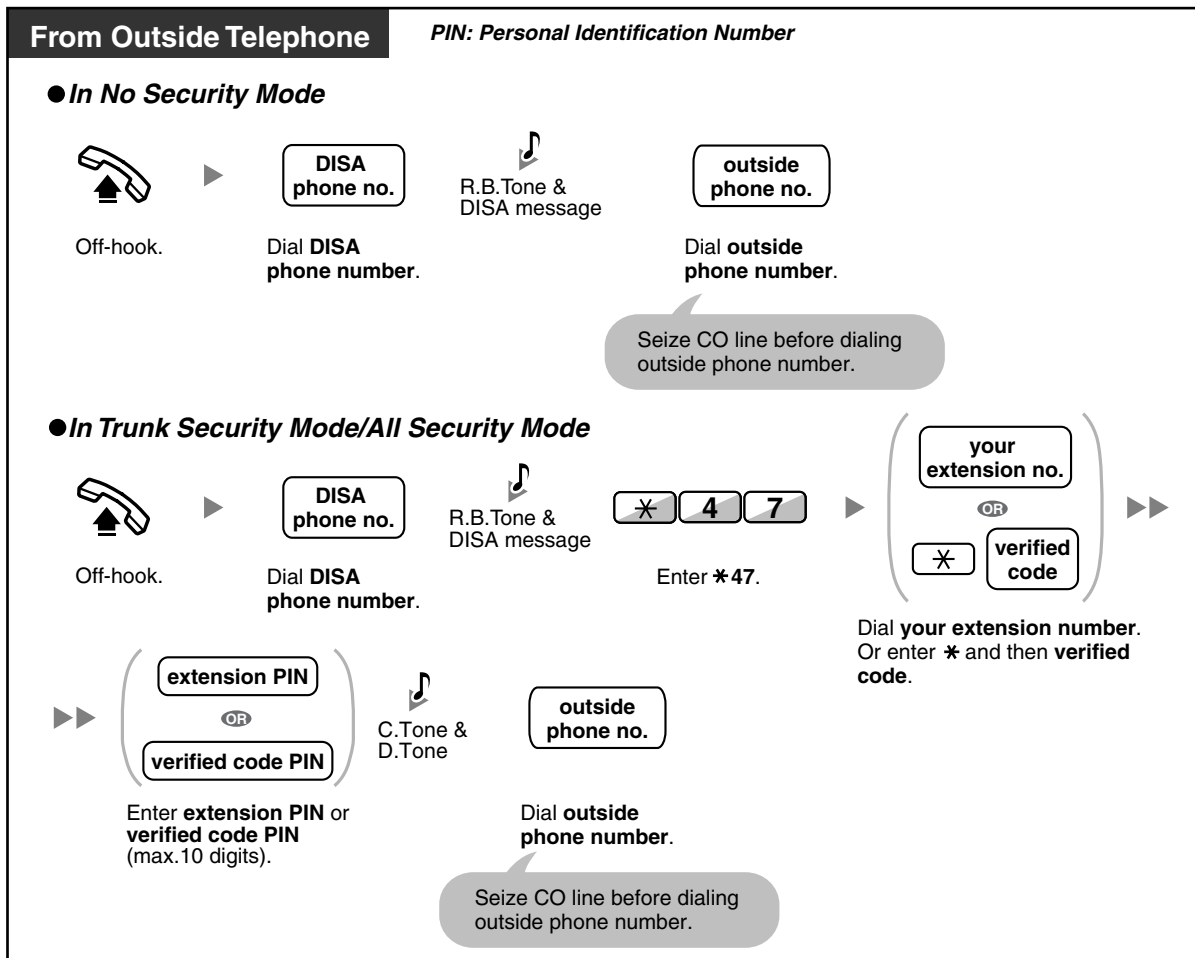 From Outside Telephone
PIN: Personal Identification Number
●In No Security Mode
DISA
phone no.
R.B.Tone &
DISA message
outside
phone no.
Off-hook.
Dial DISA
phone number.
Dial outside
phone number.
Seize CO line before dialing
outside phone number.
●In Trunk Security Mode/All Security Mode
DISA
phone no.
R.B.Tone &
DISA message
* 4 7
your
extension no.
OR
* verified
code
Off-hook.
Dial DISA
phone number.
Enter *47.
Dial your extension number.
Or enter * and then verified
code.
extension PIN
OR
verified code PIN
C.Tone &
D.Tone
outside
phone no.
Enter extension PIN or
verified code PIN
(max.10 digits).
Dial outside
phone number.
Seize CO line before dialing
outside phone number.